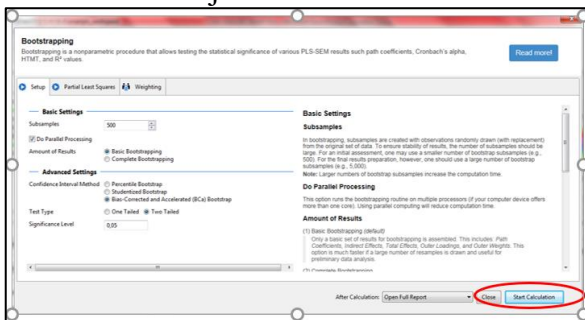 Bootstrapping
Bootstrapping is a nonparametric procedure that allows testing the statistical significance of various PLS-SEM results such path coefficients, Cronbach's alpha,
HTMT, and R² values.
Read more!
Setup
Partial Least Squares
Weighting
Basic Settings
Subsamples
500
Do Parallel Processing
Amount of Results
Basic Bootstrapping
Complete Bootstrapping
Advanced Settings
Confidence Interval Method
Percentile Bootstrap
Studentized Bootstrap
Bias-Corrected and Accelerated (BCa) Bootstrap
Test Type
One Tailed
Two Tailed
Significance Level
0,05
Basic Settings
Subsamples
In bootstrapping, subsamples are created with observations randomly drawn (with replacement)
from the original set of data. To ensure stability of results, the number of subsamples should be
large. For an initial assessment, one may use a smaller number of bootstrap subsamples (e.g.,
500). For the final results preparation, however, one should use a large number of bootstrap
subsamples (e.g., 5,000).
Note: Larger numbers of bootstrap subsamples increase the computation time.
Do Parallel Processing
This option runs the bootstrapping routine on multiple processors (if your computer device offers
more than one core). Using parallel computing will reduce computation time.
Amount of Results
(1) Basic Bootstrapping (default)
Only a basic set of results for bootstrapping is assembled. This includes: Path
Coefficients, Indirect Effects, Total Effects, Outer Loadings, and Outer Weights. This
option is much faster if a large number of resamples is drawn and useful for
preliminary data analysis.
(2) Complete Bootstrapping
After Calculation:
Open Full Report
Close
Start Calculation